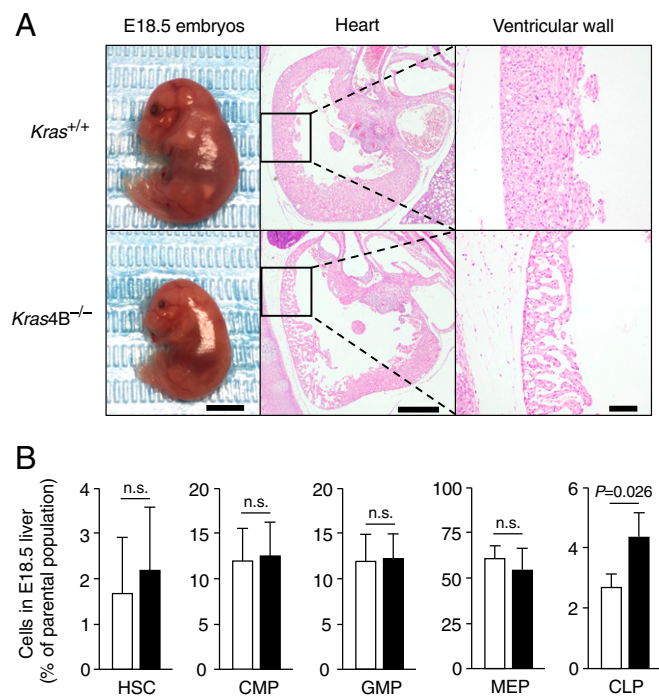 A
E18.5 embryos
Heart
Ventricular wall
Kras+/+
Kras4B−/−
B
Cells in E18.5 liver
(% of parental population)
4
3
2
1
0
n.s.
HSC
20
15
10
5
0
n.s.
CMP
20
15
10
5
0
n.s.
GMP
100
75
50
25
0
n.s.
MEP
6
4
2
0
P=0.026
CLP